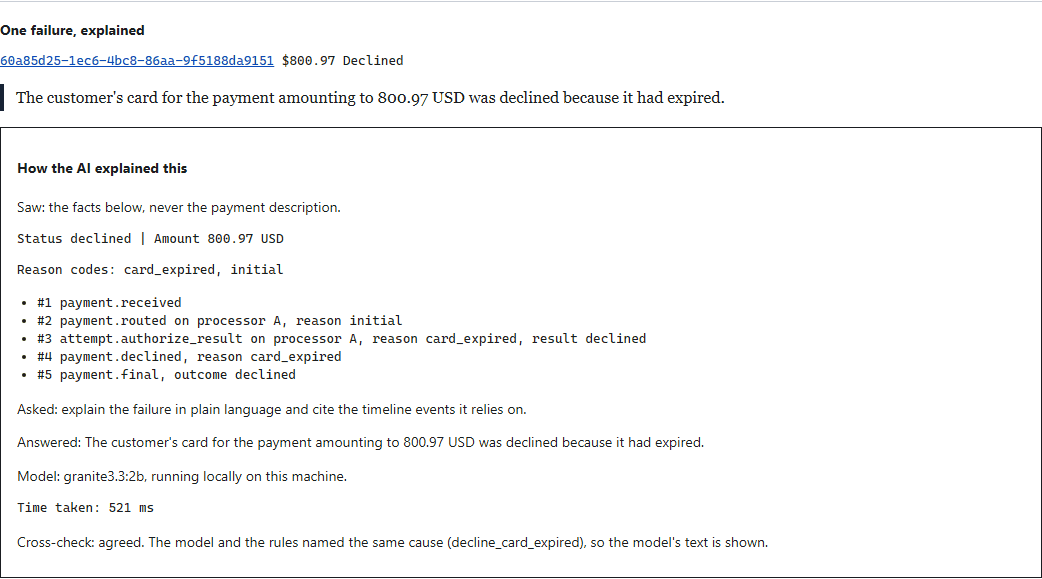 One failure, explained
60a85d25-1ec6-4bc8-86aa-9f5188da9151 $800.97 Declined
The customer's card for the payment amounting to 800.97 USD was declined because it had expired.
How the AI explained this
Saw: the facts below, never the payment description.
Status declined | Amount 800.97 USD
Reason codes: card_expired, initial
• #1 payment.received
• #2 payment.routed on processor A, reason initial
• #3 attempt.authorize_result on processor A, reason card_expired, result declined
• #4 payment.declined, reason card_expired
• #5 payment.final, outcome declined
Asked: explain the failure in plain language and cite the timeline events it relies on.
Answered: The customer's card for the payment amounting to 800.97 USD was declined because it had expired.
Model: granite3.3:2b, running locally on this machine.
Time taken: 521 ms
Cross-check: agreed. The model and the rules named the same cause (decline_card_expired), so the model's text is shown.